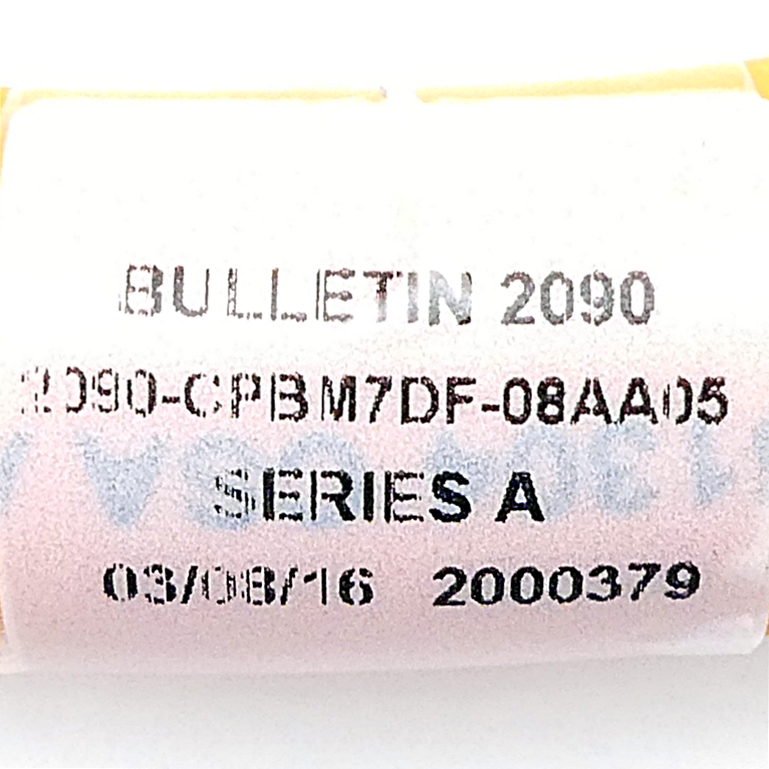 BULLETIN 2090
2090-CPBM7DF-08AA05
SERIES A
03/08/16 2000379